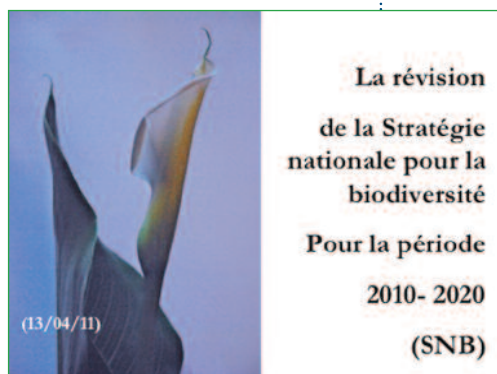 La révision
de la Stratégie
nationale pour la
biodiversité
Pour la période
2010- 2020
(SNB)
(13/04/11)